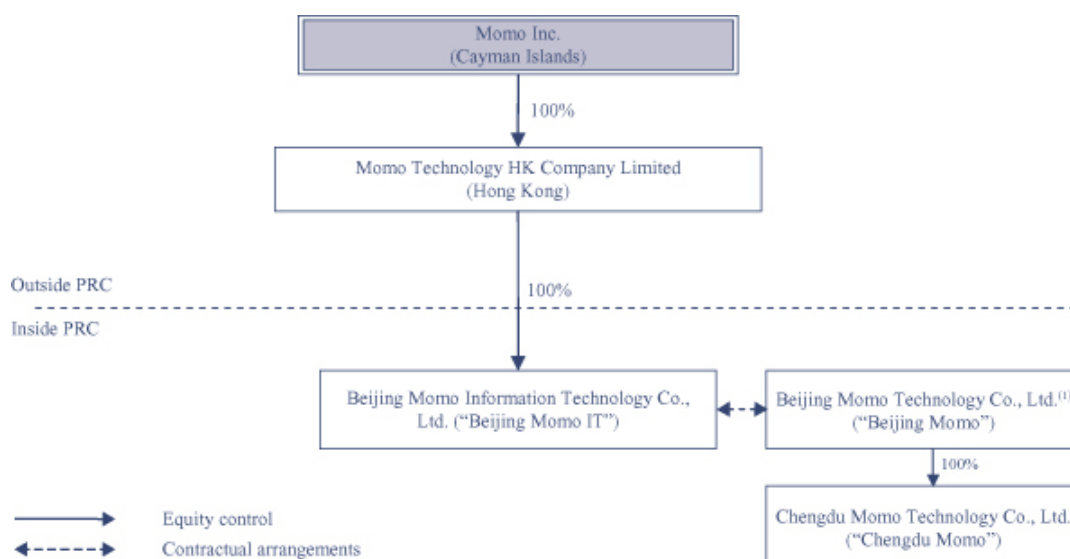 Momo Inc.
(Cayman Islands)
100%
Momo Technology HK Company Limited
(Hong Kong)
Outside PRC
100%
Inside PRC
Beijing Momo Information Technology Co.,
Ltd. (“Beijing Momo IT”)
Beijing Momo Technology Co., Ltd.(1)
(“Beijing Momo”)
100%
Chengdu Momo Technology Co., Ltd.
(“Chengdu Momo”)
Equity control
Contractual arrangements